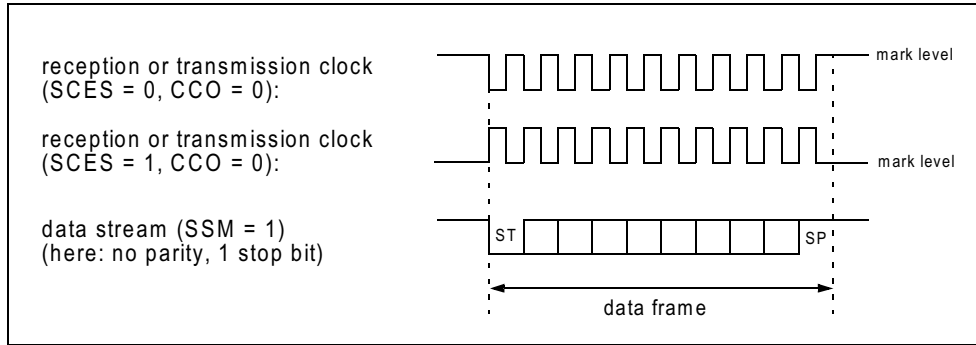 reception or transmission clock
(SCES = 0, CCO = 0):
mark level
reception or transmission clock
(SCES = 1, CCO = 0):
mark level
data stream (SSM = 1)
(here: no parity, 1 stop bit)
ST
SP
data frame